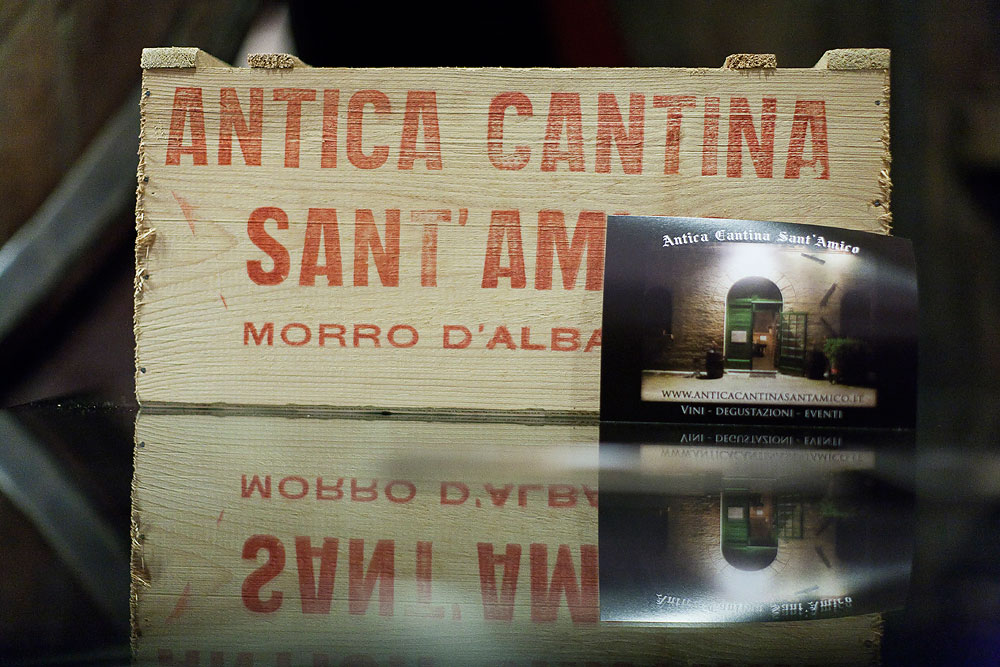 ANTICA CANTINA
SANT'AM
MORRO D'ALBA
Antica Cantina Sant'Amico
WWW.ANTICACANTINASANTAMICO.IT
VINI - DEGUSTAZIONI - EVENTI